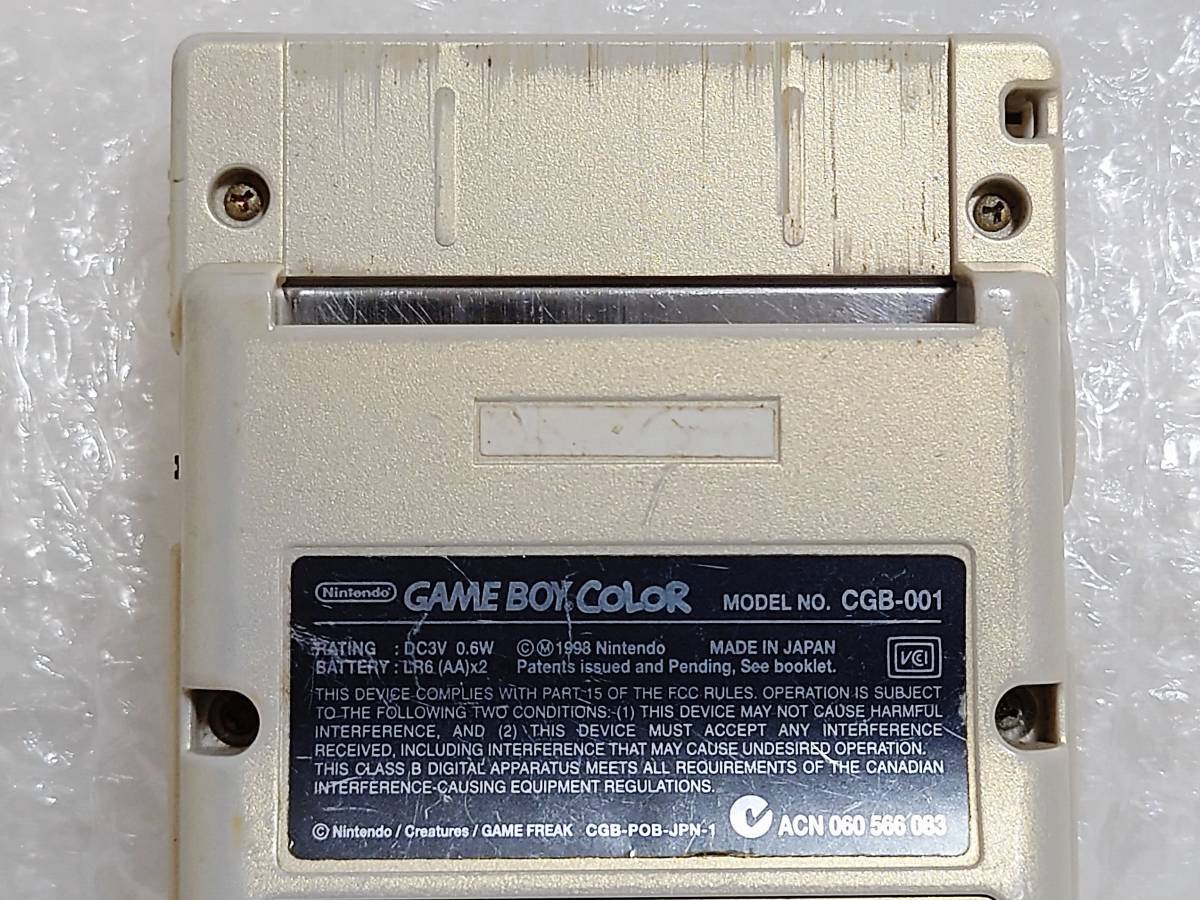 Nintendo GAME BOY COLOR MODEL NO. CGB-001
RATING : DC3V 0.6W ©Ⓜ1998 Nintendo MADE IN JAPAN
BATTERY : LR6 (AA)x2 Patents issued and Pending, See booklet.
VCI
THIS DEVICE COMPLIES WITH PART 15 OF THE FCC RULES. OPERATION IS SUBJECT
TO THE FOLLOWING TWO CONDITIONS: (1) THIS DEVICE MAY NOT CAUSE HARMFUL
INTERFERENCE, AND (2) THIS DEVICE MUST ACCEPT ANY INTERFERENCE
RECEIVED, INCLUDING INTERFERENCE THAT MAY CAUSE UNDESIRED OPERATION.
THIS CLASS B DIGITAL APPARATUS MEETS ALL REQUIREMENTS OF THE CANADIAN
INTERFERENCE-CAUSING EQUIPMENT REGULATIONS.
© Nintendo / Creatures / GAME FREAK CGB-POB-JPN-1 ACN 060 566 083